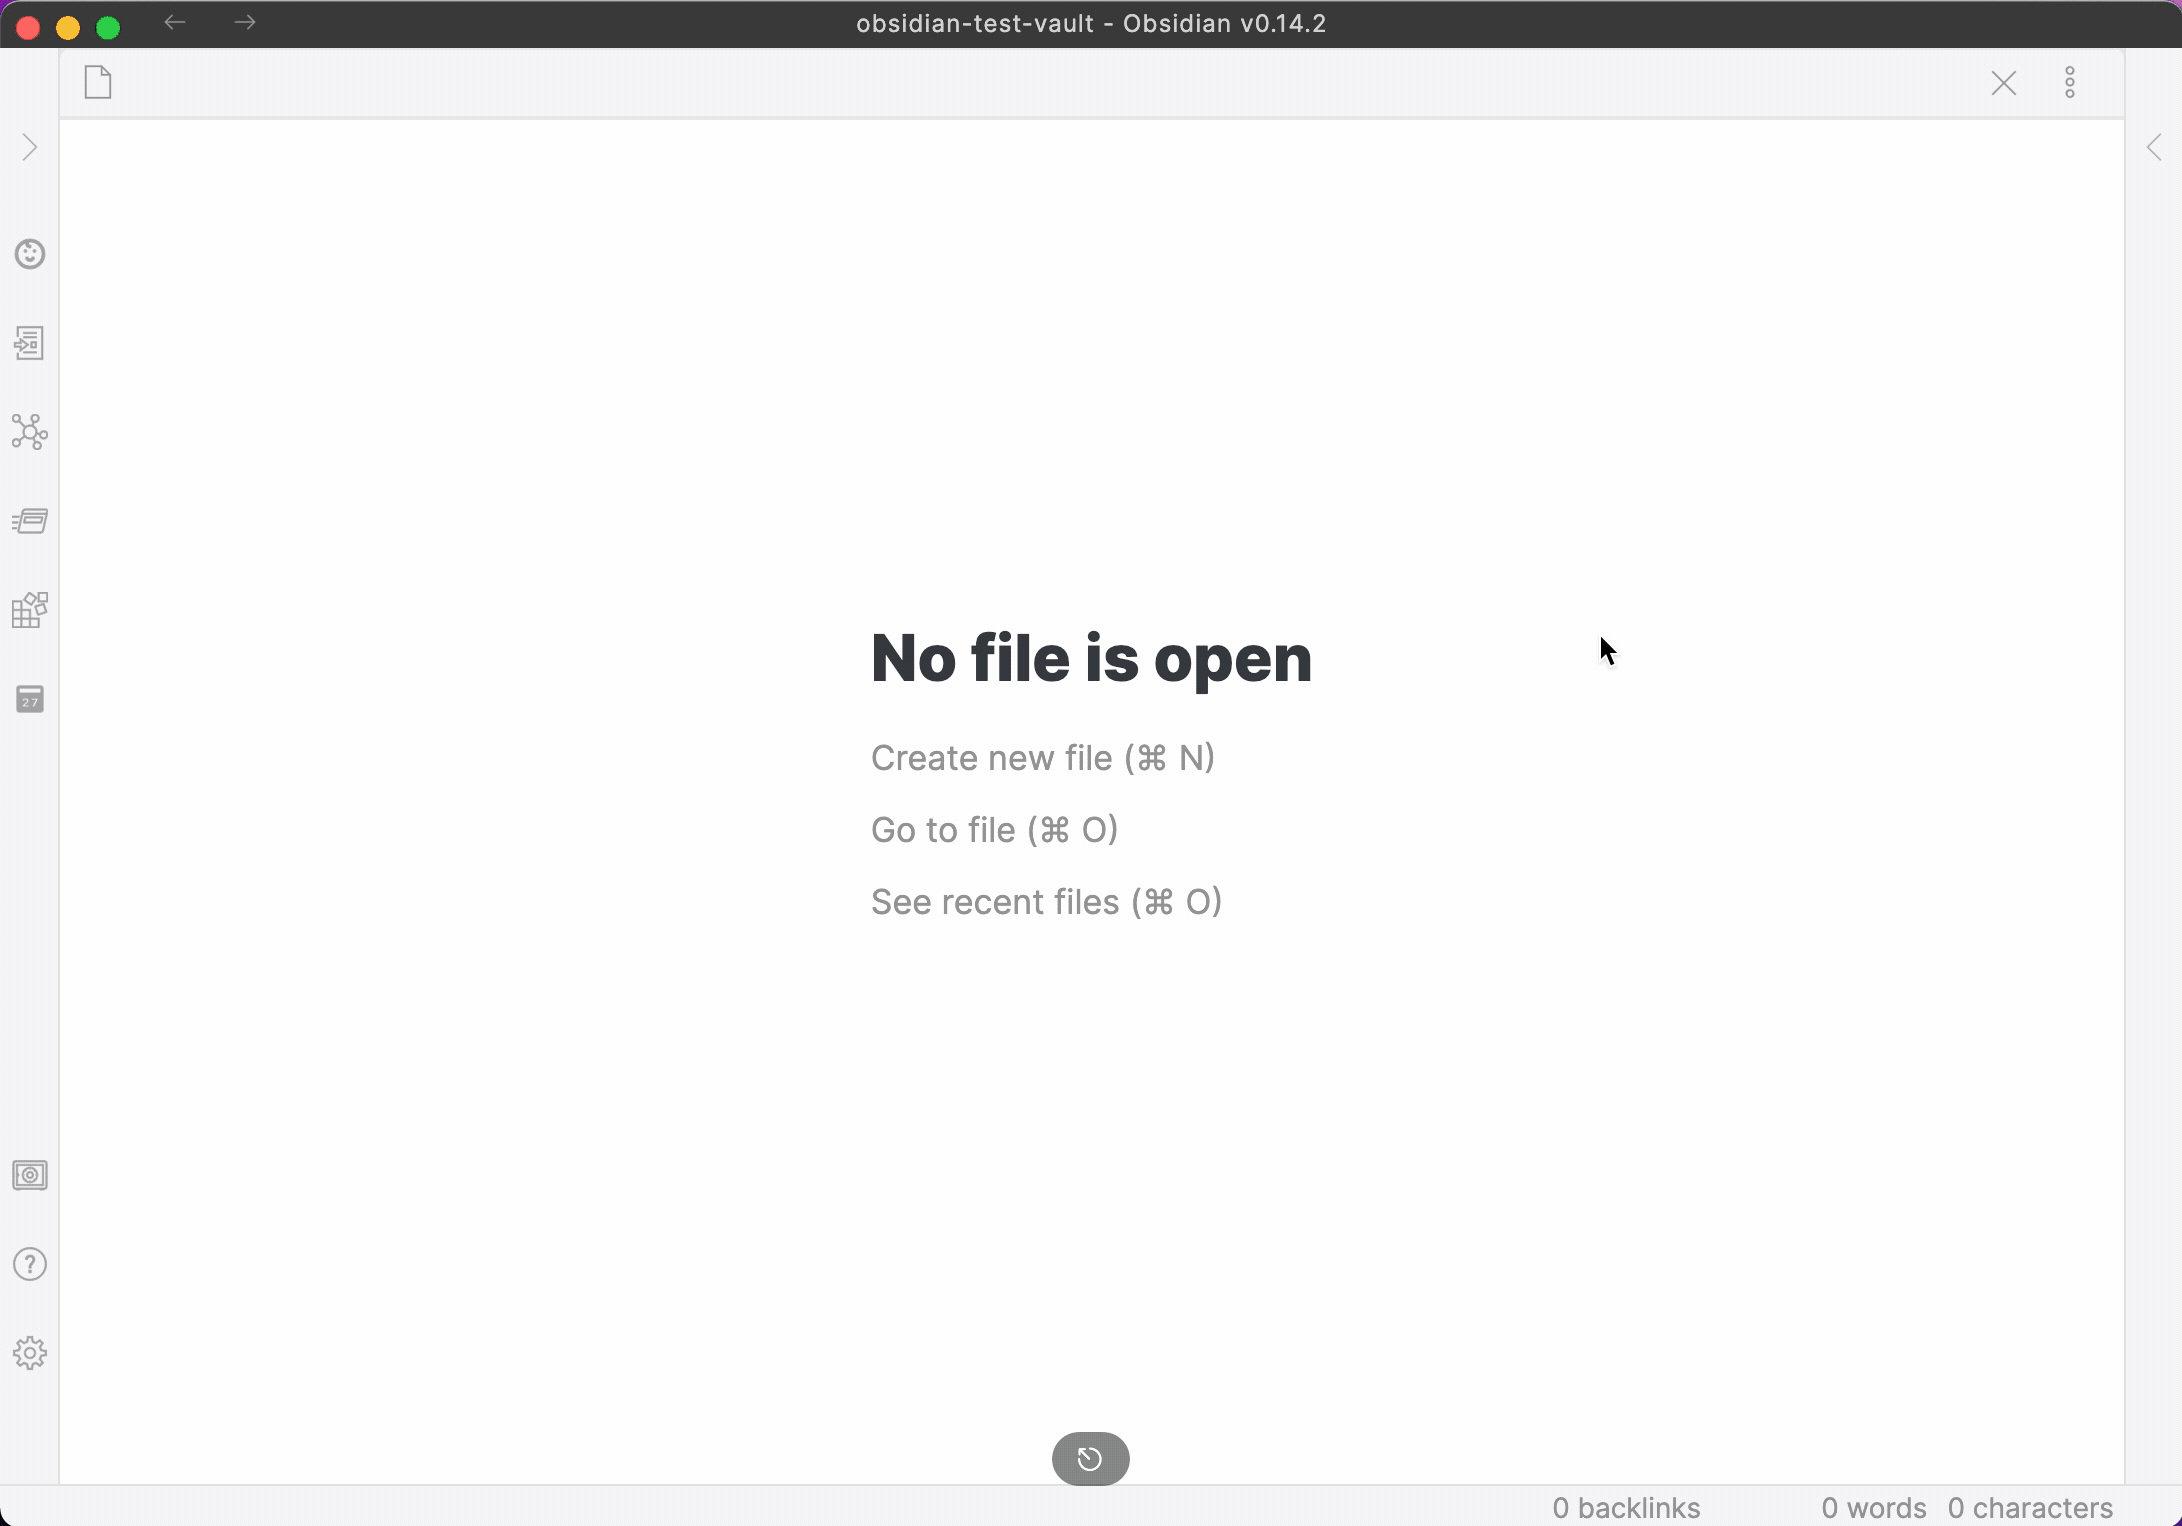 obsidian-test-vault - Obsidian v0.14.2
27
No file is open
Create new file (⌘ N)
Go to file (⌘ O)
See recent files (⌘ O)
?
0 backlinks 0 words 0 characters